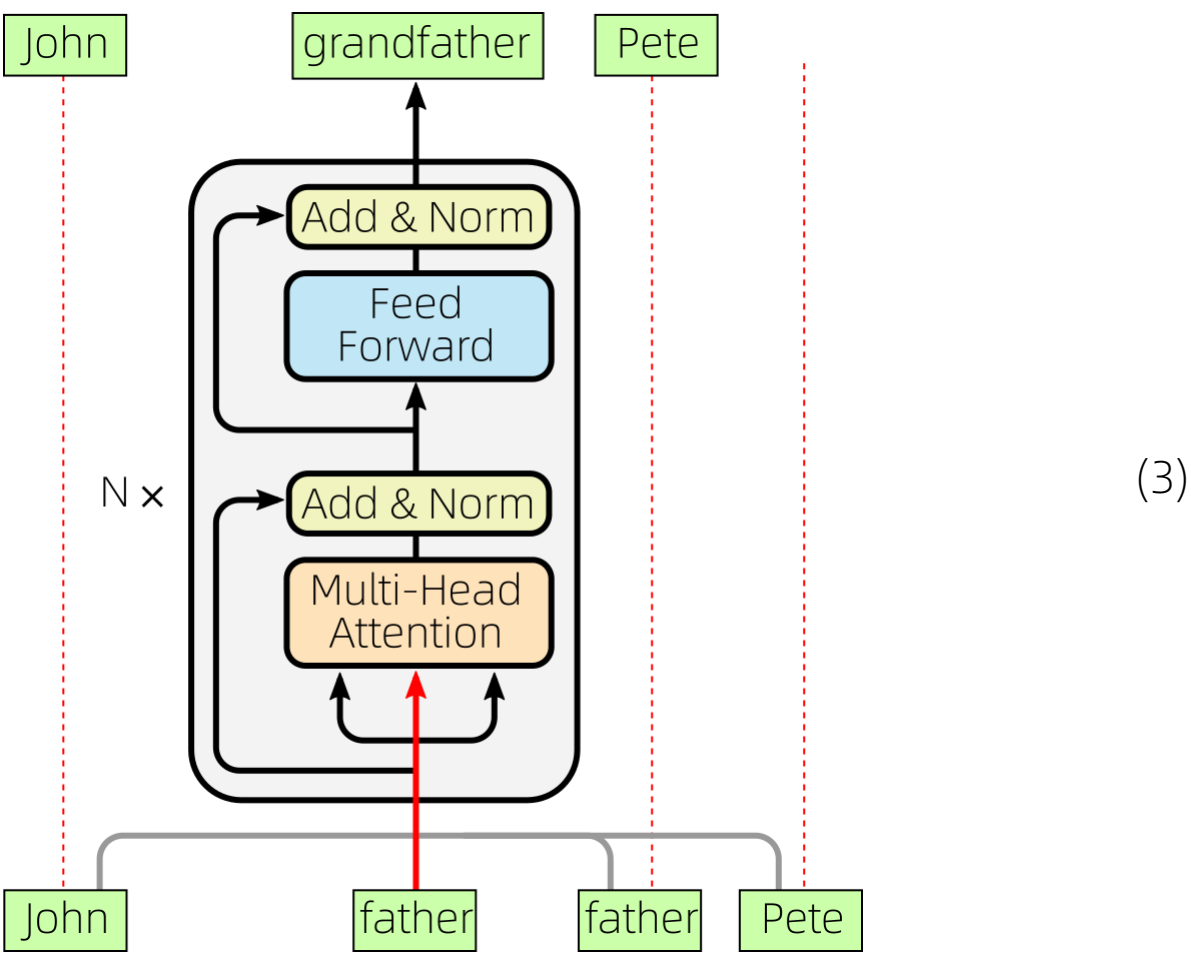 John grandfather Pete
Add & Norm
Feed
Forward
N × Add & Norm (3)
Multi-Head
Attention
John father father Pete